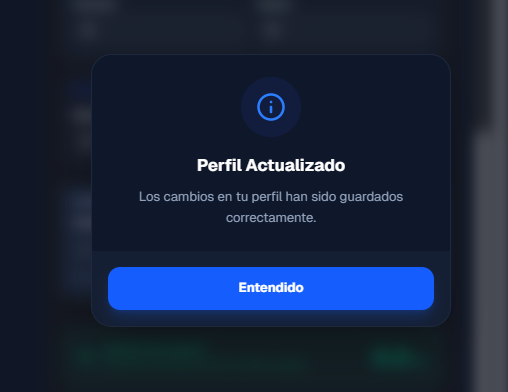 Perfil Actualizado
Los cambios en tu perfil han sido guardados
correctamente.
Entendido